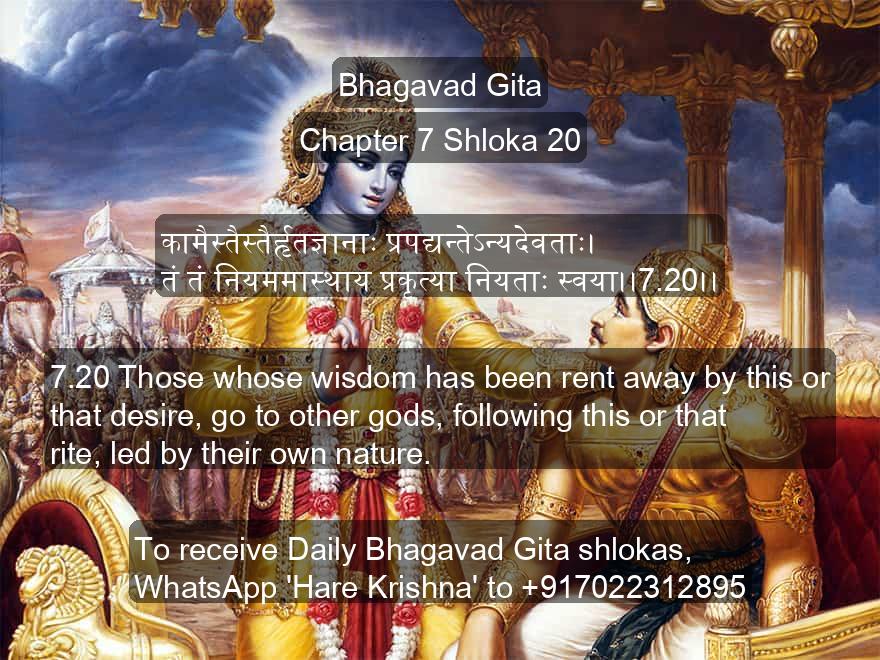 Bhagavad Gita
Chapter 7 Shloka 20
कामैस्तैस्तैर्हृतज्ञानाः प्रपद्यन्तेऽन्यदेवताः।
तं तं नियममास्थाय प्रकृत्या नियताः स्वया।।7.20।।
7.20 Those whose wisdom has been rent away by this or
that desire, go to other gods, following this or that
rite, led by their own nature.
To receive Daily Bhagavad Gita shlokas,
WhatsApp 'Hare Krishna' to +917022312895